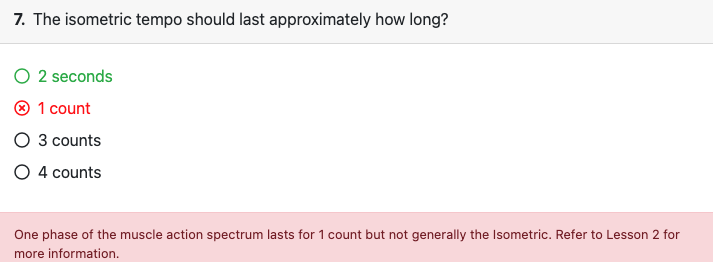 7. The isometric tempo should last approximately how long?
2 seconds
1 count
3 counts
4 counts
One phase of the muscle action spectrum lasts for 1 count but not generally the Isometric. Refer to Lesson 2 for
more information.